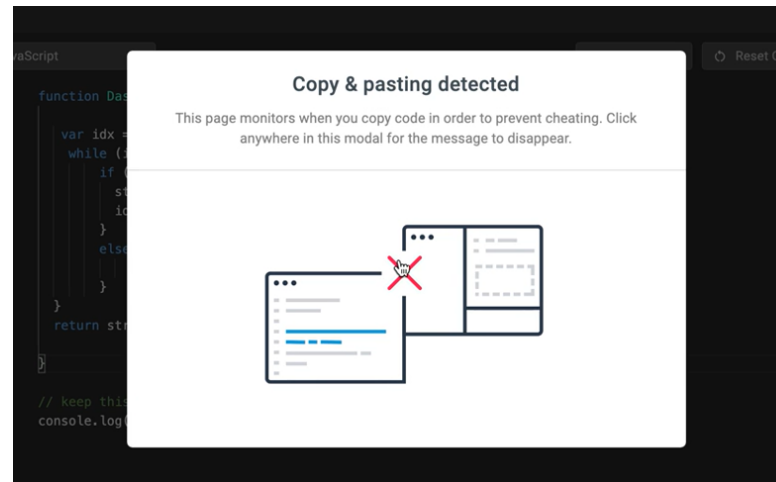 vaScript
Reset C
Copy & pasting detected
This page monitors when you copy code in order to prevent cheating. Click
anywhere in this modal for the message to disappear.
function Das
var idx =
while (i
if (
st
id
}
else
}
}
return str
}
// keep this
console.log(